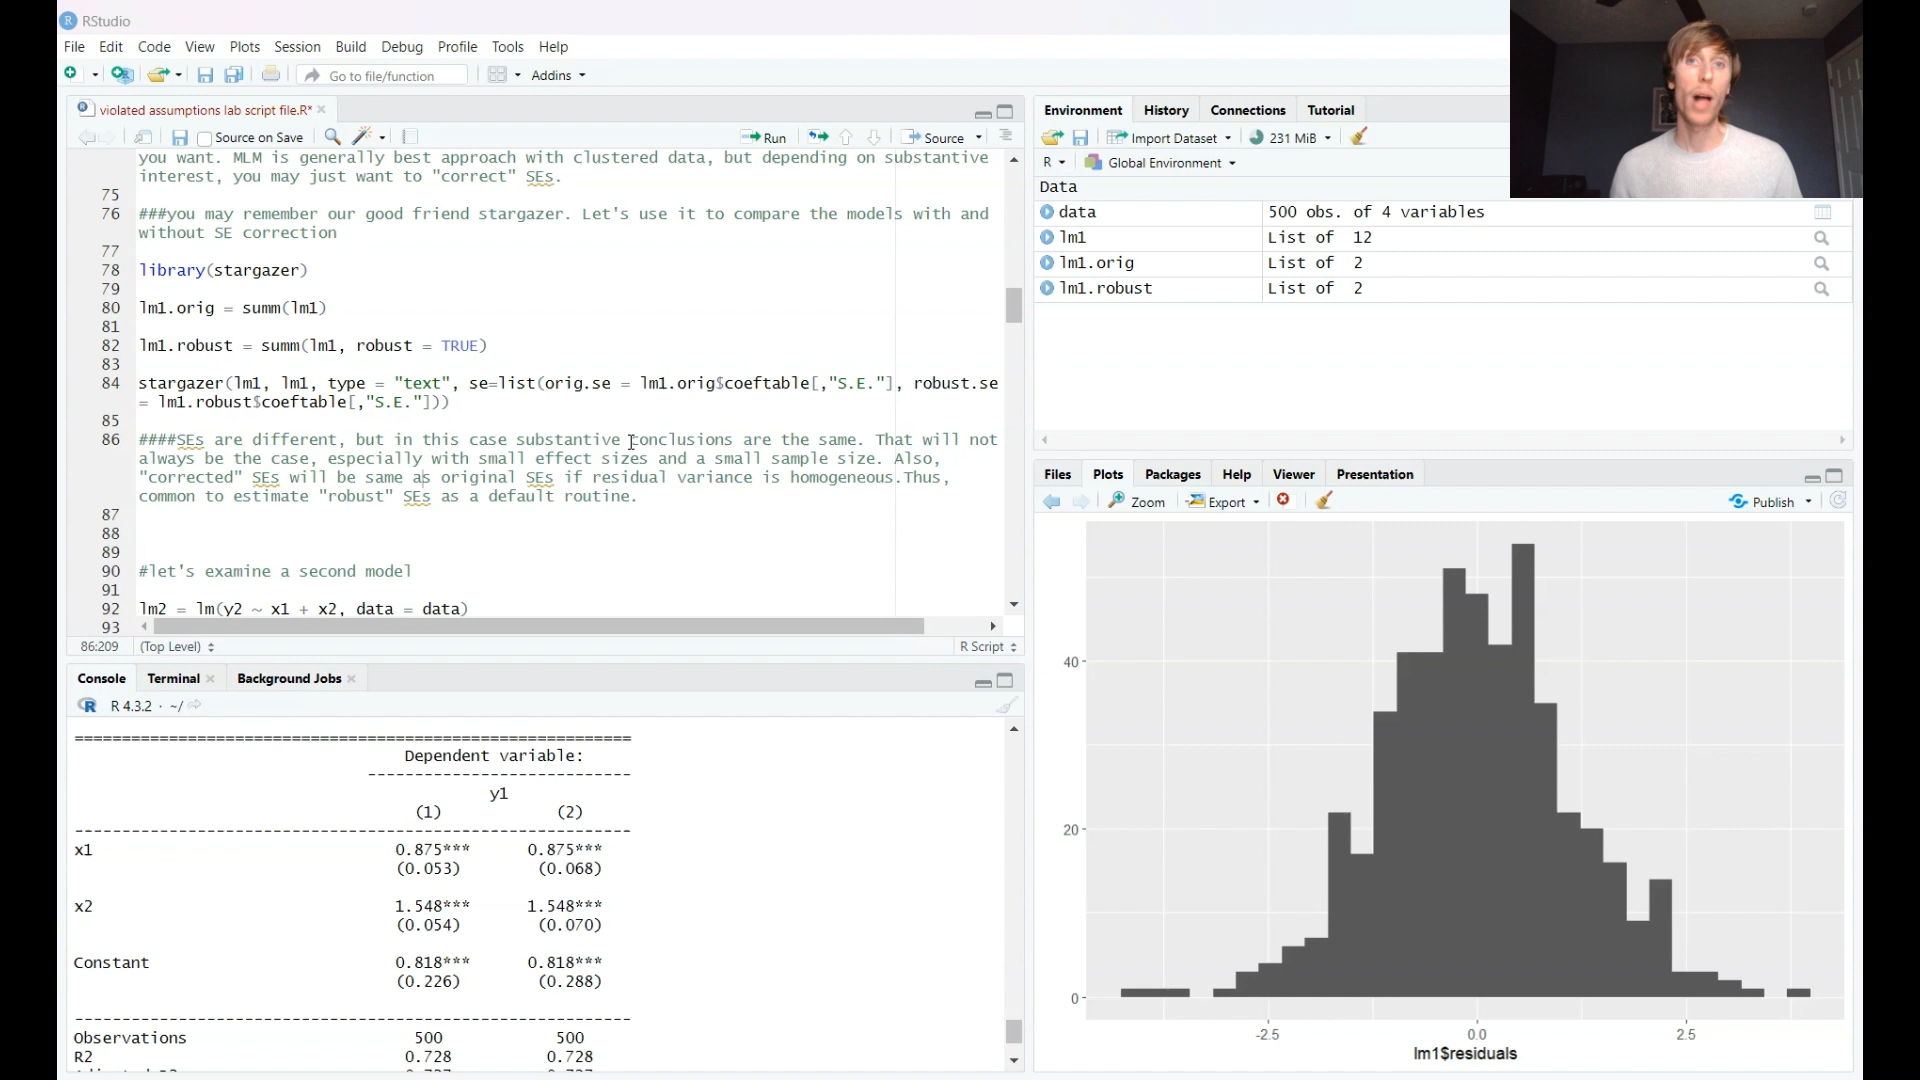 RStudio
File Edit Code View Plots Session Build Debug Profile Tools Help
Go to file/function Addins
violated assumptions lab script file.R*
Source on Save Run Source
you want. MLM is generally best approach with clustered data, but depending on substantive
interest, you may just want to "correct" SEs.
75
76 ###you may remember our good friend stargazer. Let's use it to compare the models with and
without SE correction
77
78 library(stargazer)
79
80 lm1.orig = summ(lm1)
81
82 lm1.robust = summ(lm1, robust = TRUE)
83
84 stargazer(lm1, lm1, type = "text", se=list(orig.se = lm1.orig$coeftable[,"S.E."], robust.se
= lm1.robust$coeftable[,"S.E."]))
85
86 ####SEs are different, but in this case substantive conclusions are the same. That will not
always be the case, especially with small effect sizes and a small sample size. Also,
"corrected" SEs will be same as original SEs if residual variance is homogeneous.Thus,
common to estimate "robust" SEs as a default routine.
87
88
89
90 #let's examine a second model
91
92 lm2 = lm(y2 ~ x1 + x2, data = data)
93
86:209 (Top Level) R Script
Console Terminal Background Jobs
R 4.3.2 · ~/
=========================================================
Dependent variable:
---------------------------
y1
(1) (2)
---------------------------------------------------------
x1 0.875*** 0.875***
(0.053) (0.068)
x2 1.548*** 1.548***
(0.054) (0.070)
Constant 0.818*** 0.818***
(0.226) (0.288)
---------------------------------------------------------
Observations 500 500
R2 0.728 0.728
Environment History Connections Tutorial
Import Dataset 231 MiB
R Global Environment
Data
data 500 obs. of 4 variables
lm1 List of 12
lm1.orig List of 2
lm1.robust List of 2
Files Plots Packages Help Viewer Presentation
Zoom Export Publish
40
20
0
-2.5 0.0 2.5
lm1$residuals